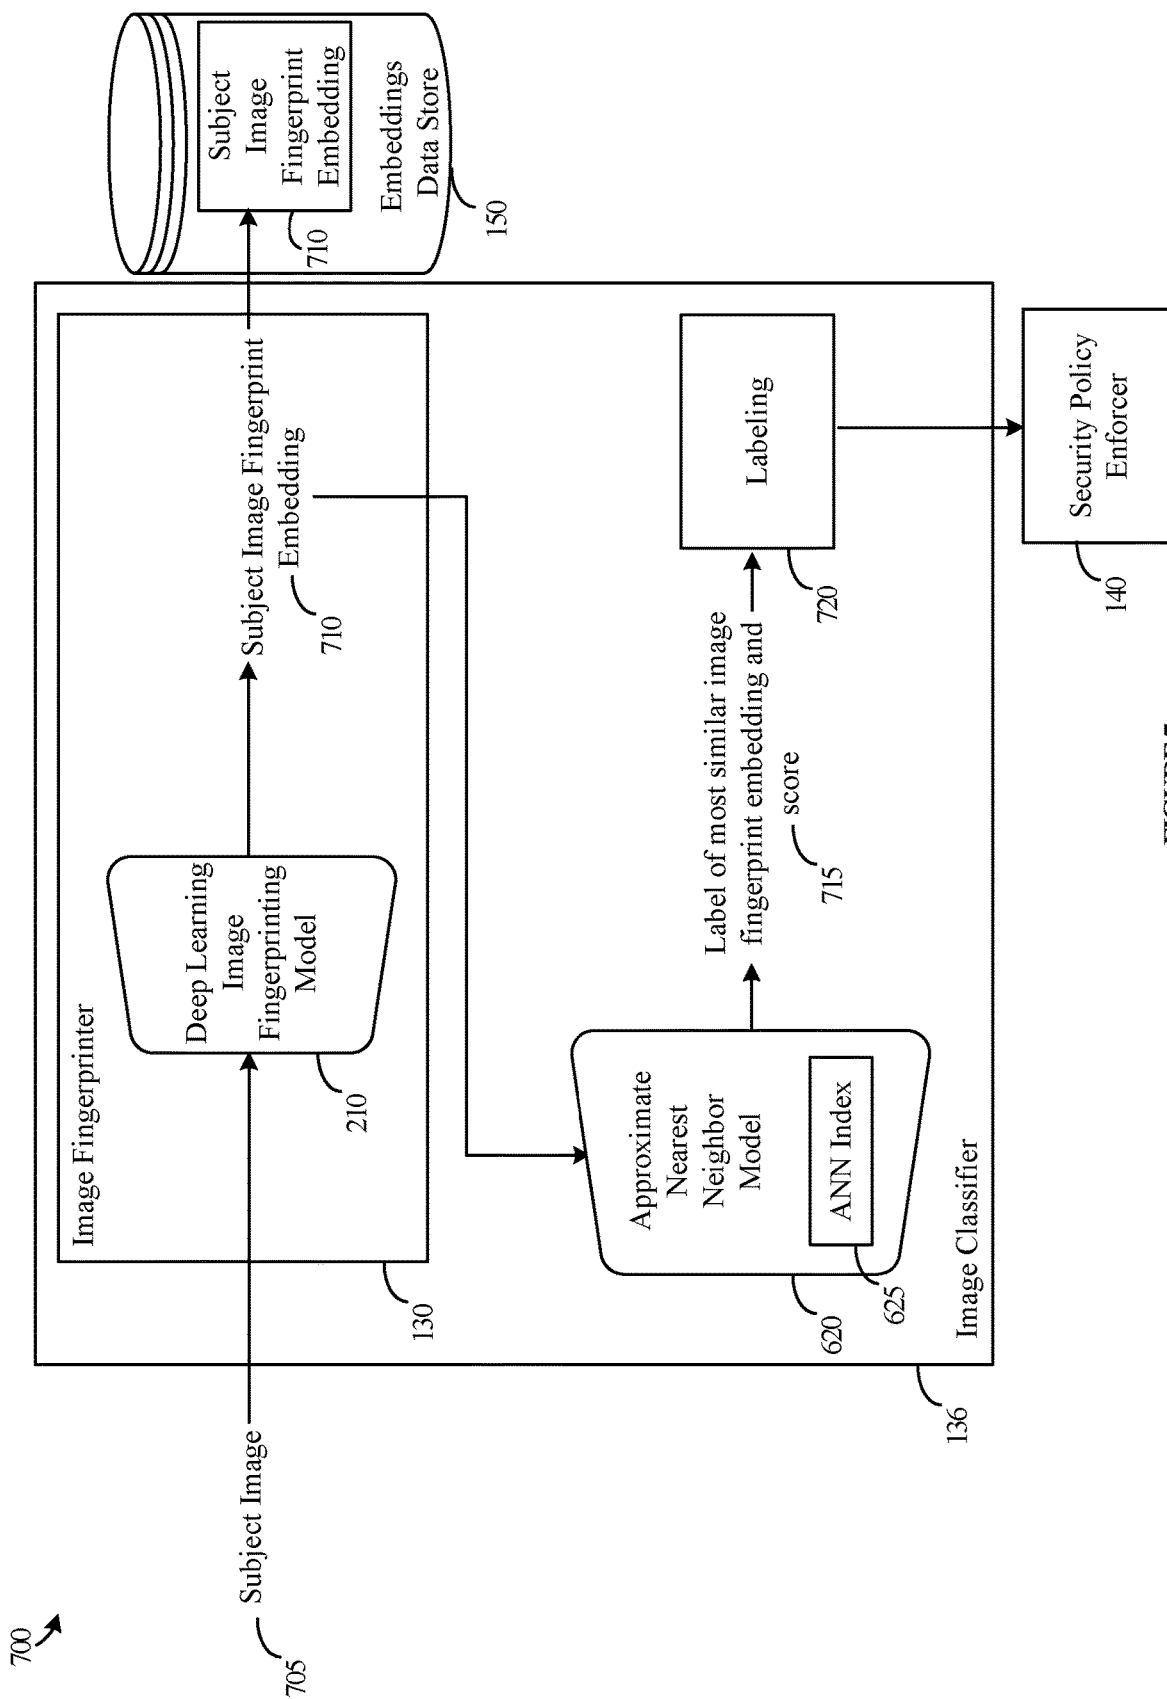 700
705
Subject Image
136
Image Classifier
130
Image Fingerprinter
210
Deep Learning
Image
Fingerprinting
Model
Subject Image Fingerprint
Embedding
710
Subject
Image
Fingerprint
Embedding
710
Embeddings
Data Store
150
Approximate
Nearest
Neighbor
Model
ANN Index
625
620
Label of most similar image
fingerprint embedding and
score
715
Labeling
720
Security Policy
Enforcer
140